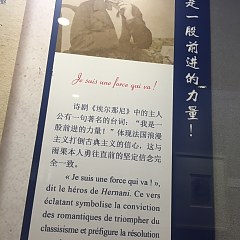 是一股前进的力量！
Je suis une force qui va !
诗剧《埃尔那尼》中的主人
公有一句著名的台词：“我是一
股前进的力量！”体现法国浪漫
主义打倒古典主义的信心，这与
雨果本人勇往直前的坚定信念完
全一致。
« Je suis une force qui va ! »,
dit le héros de Hernani. Ce vers
éclatant symbolise la conviction
des romantiques de triompher du
classisisme et préfigure la résolution